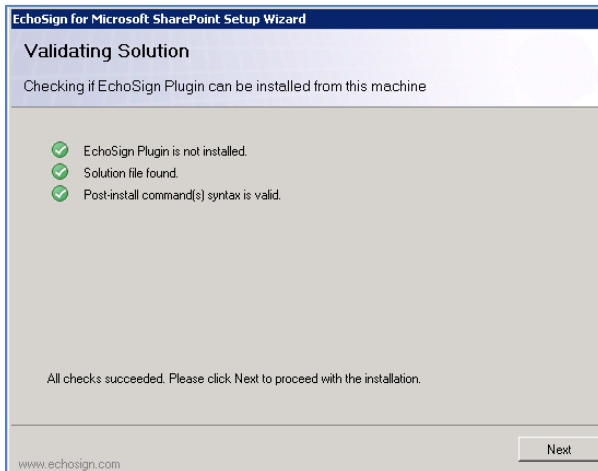 EchoSign for Microsoft SharePoint Setup Wizard
Validating Solution
Checking if EchoSign Plugin can be installed from this machine
EchoSign Plugin is not installed.
Solution file found.
Post-install command(s) syntax is valid.
All checks succeeded. Please click Next to proceed with the installation.
Next
www.echosign.com